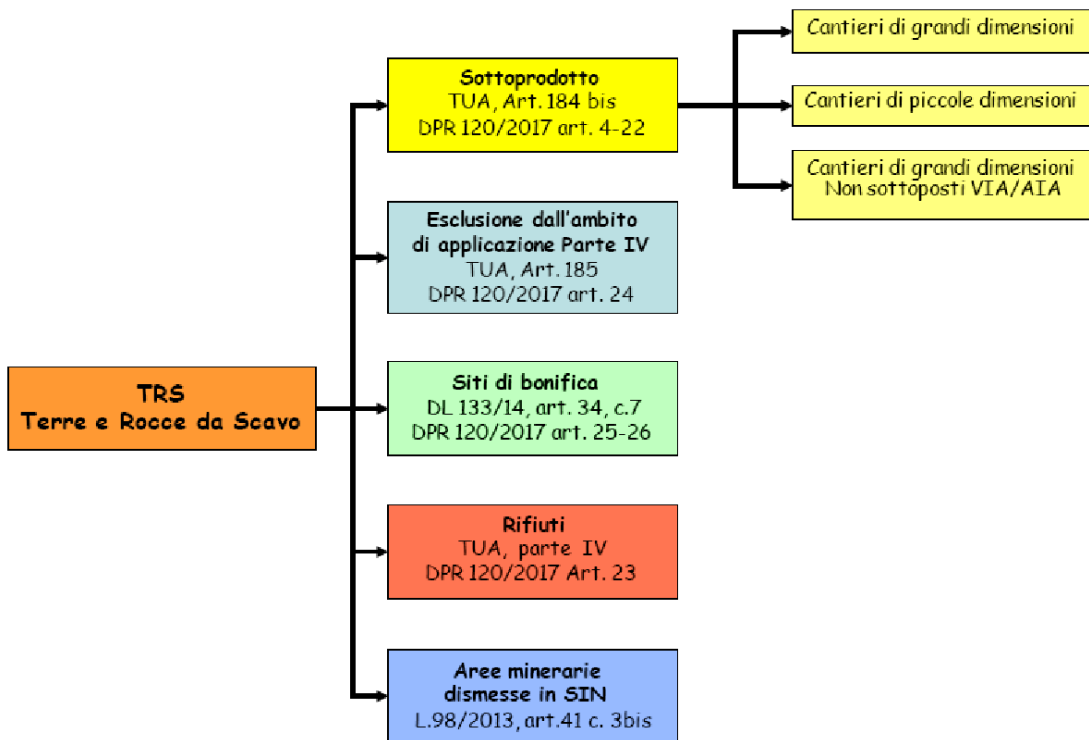 TRS
Terre e Rocce da Scavo
Sottoprodotto
TUA, Art. 184 bis
DPR 120/2017 art. 4-22
Cantieri di grandi dimensioni
Cantieri di piccole dimensioni
Cantieri di grandi dimensioni
Non sottoposti VIA/AIA
Esclusione dall'ambito
di applicazione Parte IV
TUA, Art. 185
DPR 120/2017 art. 24
Siti di bonifica
DL 133/14, art. 34, c.7
DPR 120/2017 art. 25-26
Rifiuti
TUA, parte IV
DPR 120/2017 Art. 23
Aree minerarie
dismesse in SIN
L.98/2013, art.41 c. 3bis